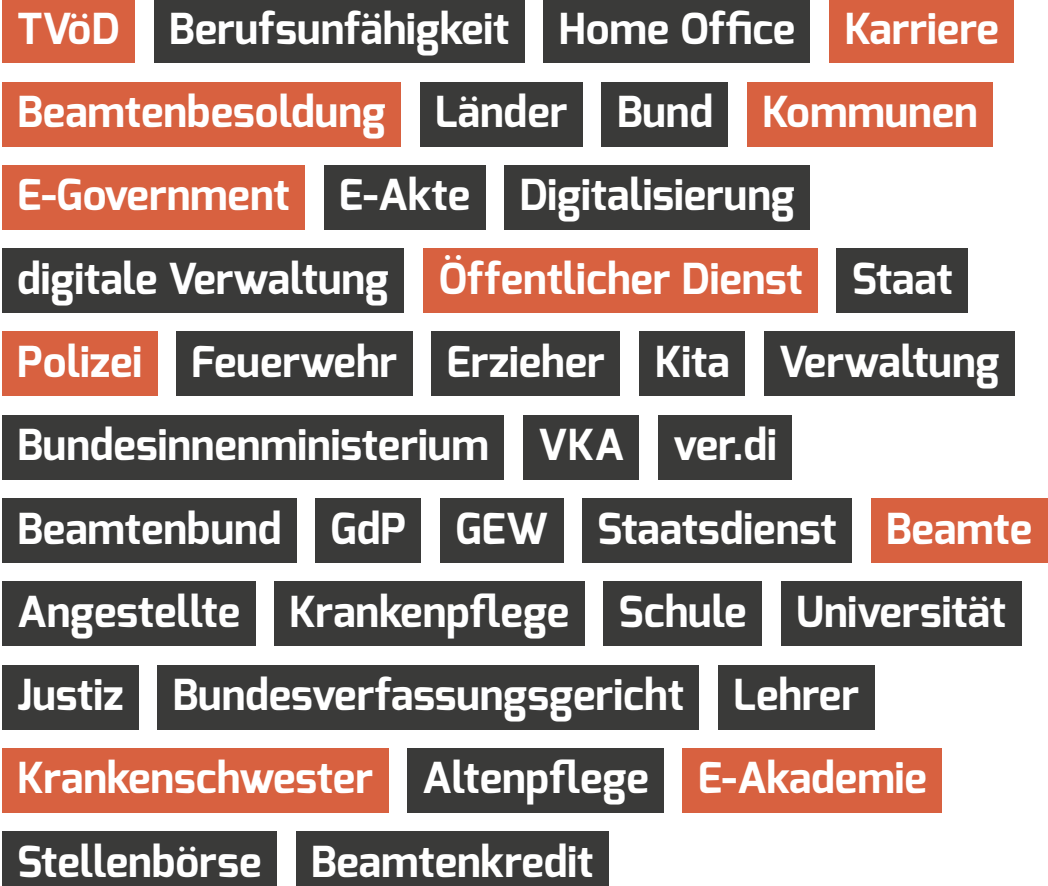 TVöD Berufsunfähigkeit Home Office Karriere
Beamtenbesoldung Länder Bund Kommunen
E-Government E-Akte Digitalisierung
digitale Verwaltung Öffentlicher Dienst Staat
Polizei Feuerwehr Erzieher Kita Verwaltung
Bundesinnenministerium VKA ver.di
Beamtenbund GdP GEW Staatsdienst Beamte
Angestellte Krankenpflege Schule Universität
Justiz Bundesverfassungsgericht Lehrer
Krankenschwester Altenpflege E-Akademie
Stellenbörse Beamtenkredit